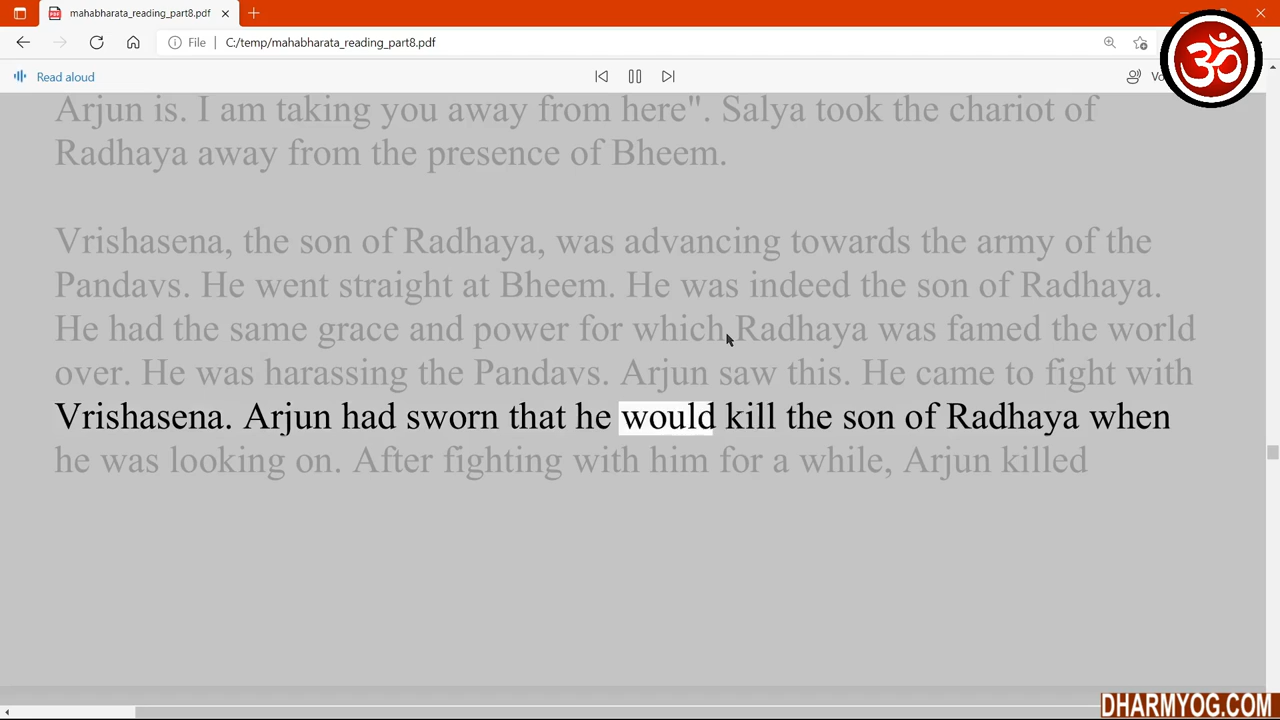 mahabharata_reading_part8.pdf
File
C:/temp/mahabharata_reading_part8.pdf
Read aloud
ॐ
Arjun is. I am taking you away from here". Salya took the chariot of
Radhaya away from the presence of Bheem.
Vrishasena, the son of Radhaya, was advancing towards the army of the
Pandavs. He went straight at Bheem. He was indeed the son of Radhaya.
He had the same grace and power for which Radhaya was famed the world
over. He was harassing the Pandavs. Arjun saw this. He came to fight with
Vrishasena. Arjun had sworn that he would kill the son of Radhaya when
he was looking on. After fighting with him for a while, Arjun killed
DHARMYOG.COM